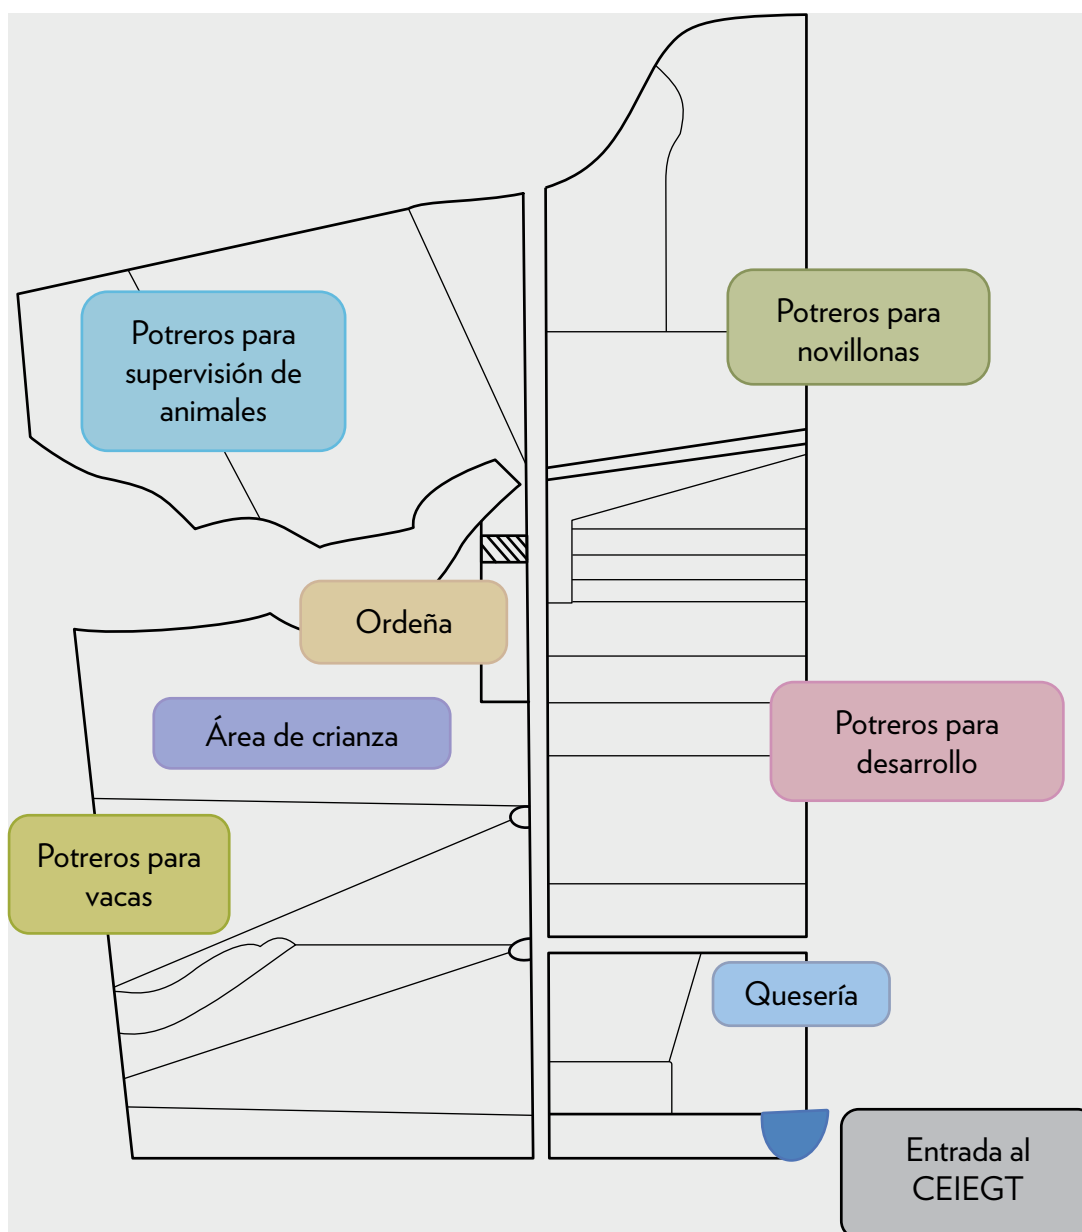 Potreros para
supervisión de
animales
Potreros para
novillonas
Ordeña
Área de crianza
Potreros para
desarrollo
Potreros para
vacas
Quesería
Entrada al
CEIEGT